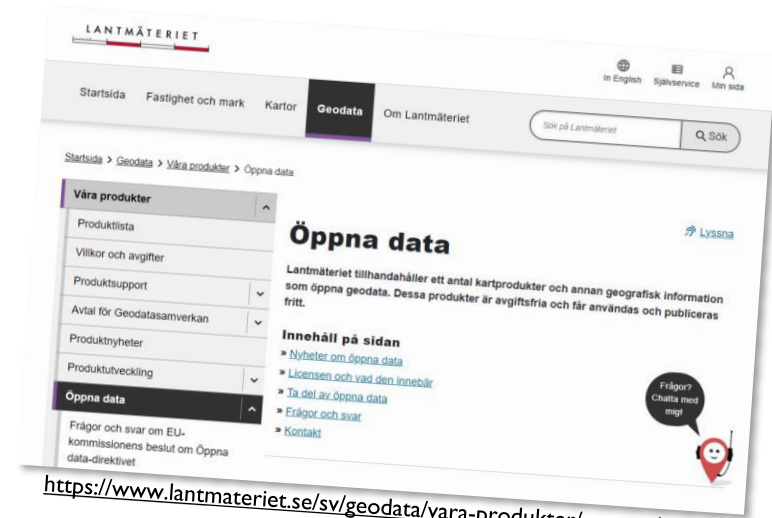 LANTMÄTERIET
In English Självservice Min sida
Startsida Fastighet och mark Kartor Geodata Om Lantmäteriet
Sök på Lantmäteriet Sök
Startsida > Geodata > Våra produkter > Öppna data
Våra produkter
Produktlista
Villkor och avgifter
Produktsupport
Avtal för Geodatasamverkan
Produktnyheter
Produktutveckling
Öppna data
Frågor och svar om EU-
kommissionens beslut om Öppna
data-direktivet
Lyssna
Öppna data
Lantmäteriet tillhandahåller ett antal kartprodukter och annan geografisk information
som öppna geodata. Dessa produkter är avgiftsfria och får användas och publiceras
fritt.
Innehåll på sidan
» Nyheter om öppna data
» Licensen och vad den innebär
» Ta del av öppna data
» Frågor och svar
» Kontakt
Frågor?
Chatta med
mig!
https://www.lantmateriet.se/sv/geodata/vara-produkter/